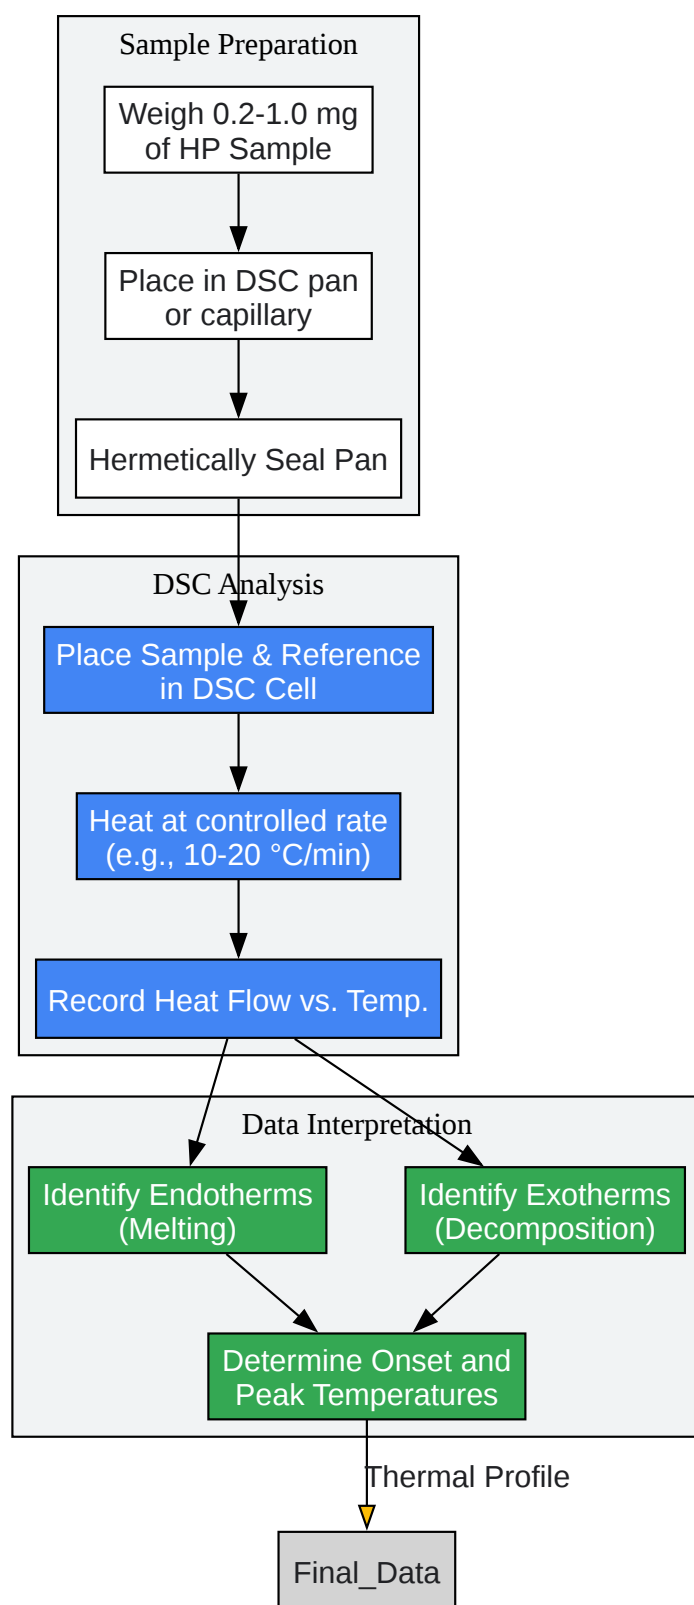 Sample Preparation
Weigh 0.2-1.0 mg
of HP Sample
Place in DSC pan
or capillary
Hermetically Seal Pan
DSC Analysis
Place Sample & Reference
in DSC Cell
Heat at controlled rate
(e.g., 10-20 °C/min)
Record Heat Flow vs. Temp.
Data Interpretation
Identify Endotherms
(Melting)
Identify Exotherms
(Decomposition)
Determine Onset and
Peak Temperatures
Thermal Profile
Final_Data